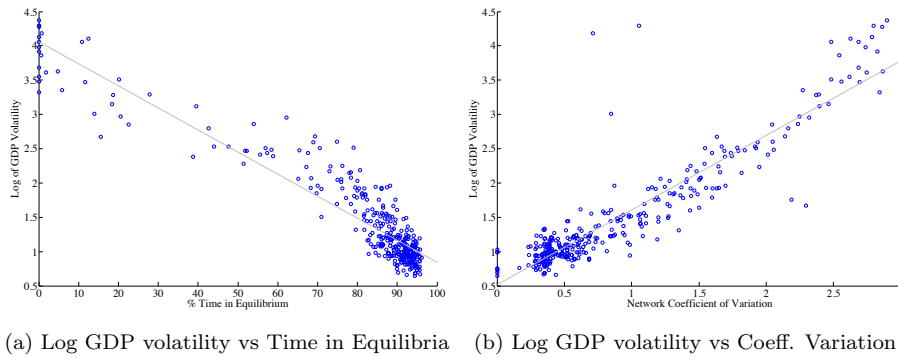 4.5
4
3.5
3
2.5
2
1.5
1
0.5
Log of GDP Volatility
0 10 20 30 40 50 60 70 80 90 100
% Time in Equilibrium
4.5
4
3.5
3
2.5
2
1.5
1
0.5
Log of GDP Volatility
0 0.5 1 1.5 2 2.5
Network Coefficient of Variation
(a) Log GDP volatility vs Time in Equilibria
(b) Log GDP volatility vs Coeff. Variation